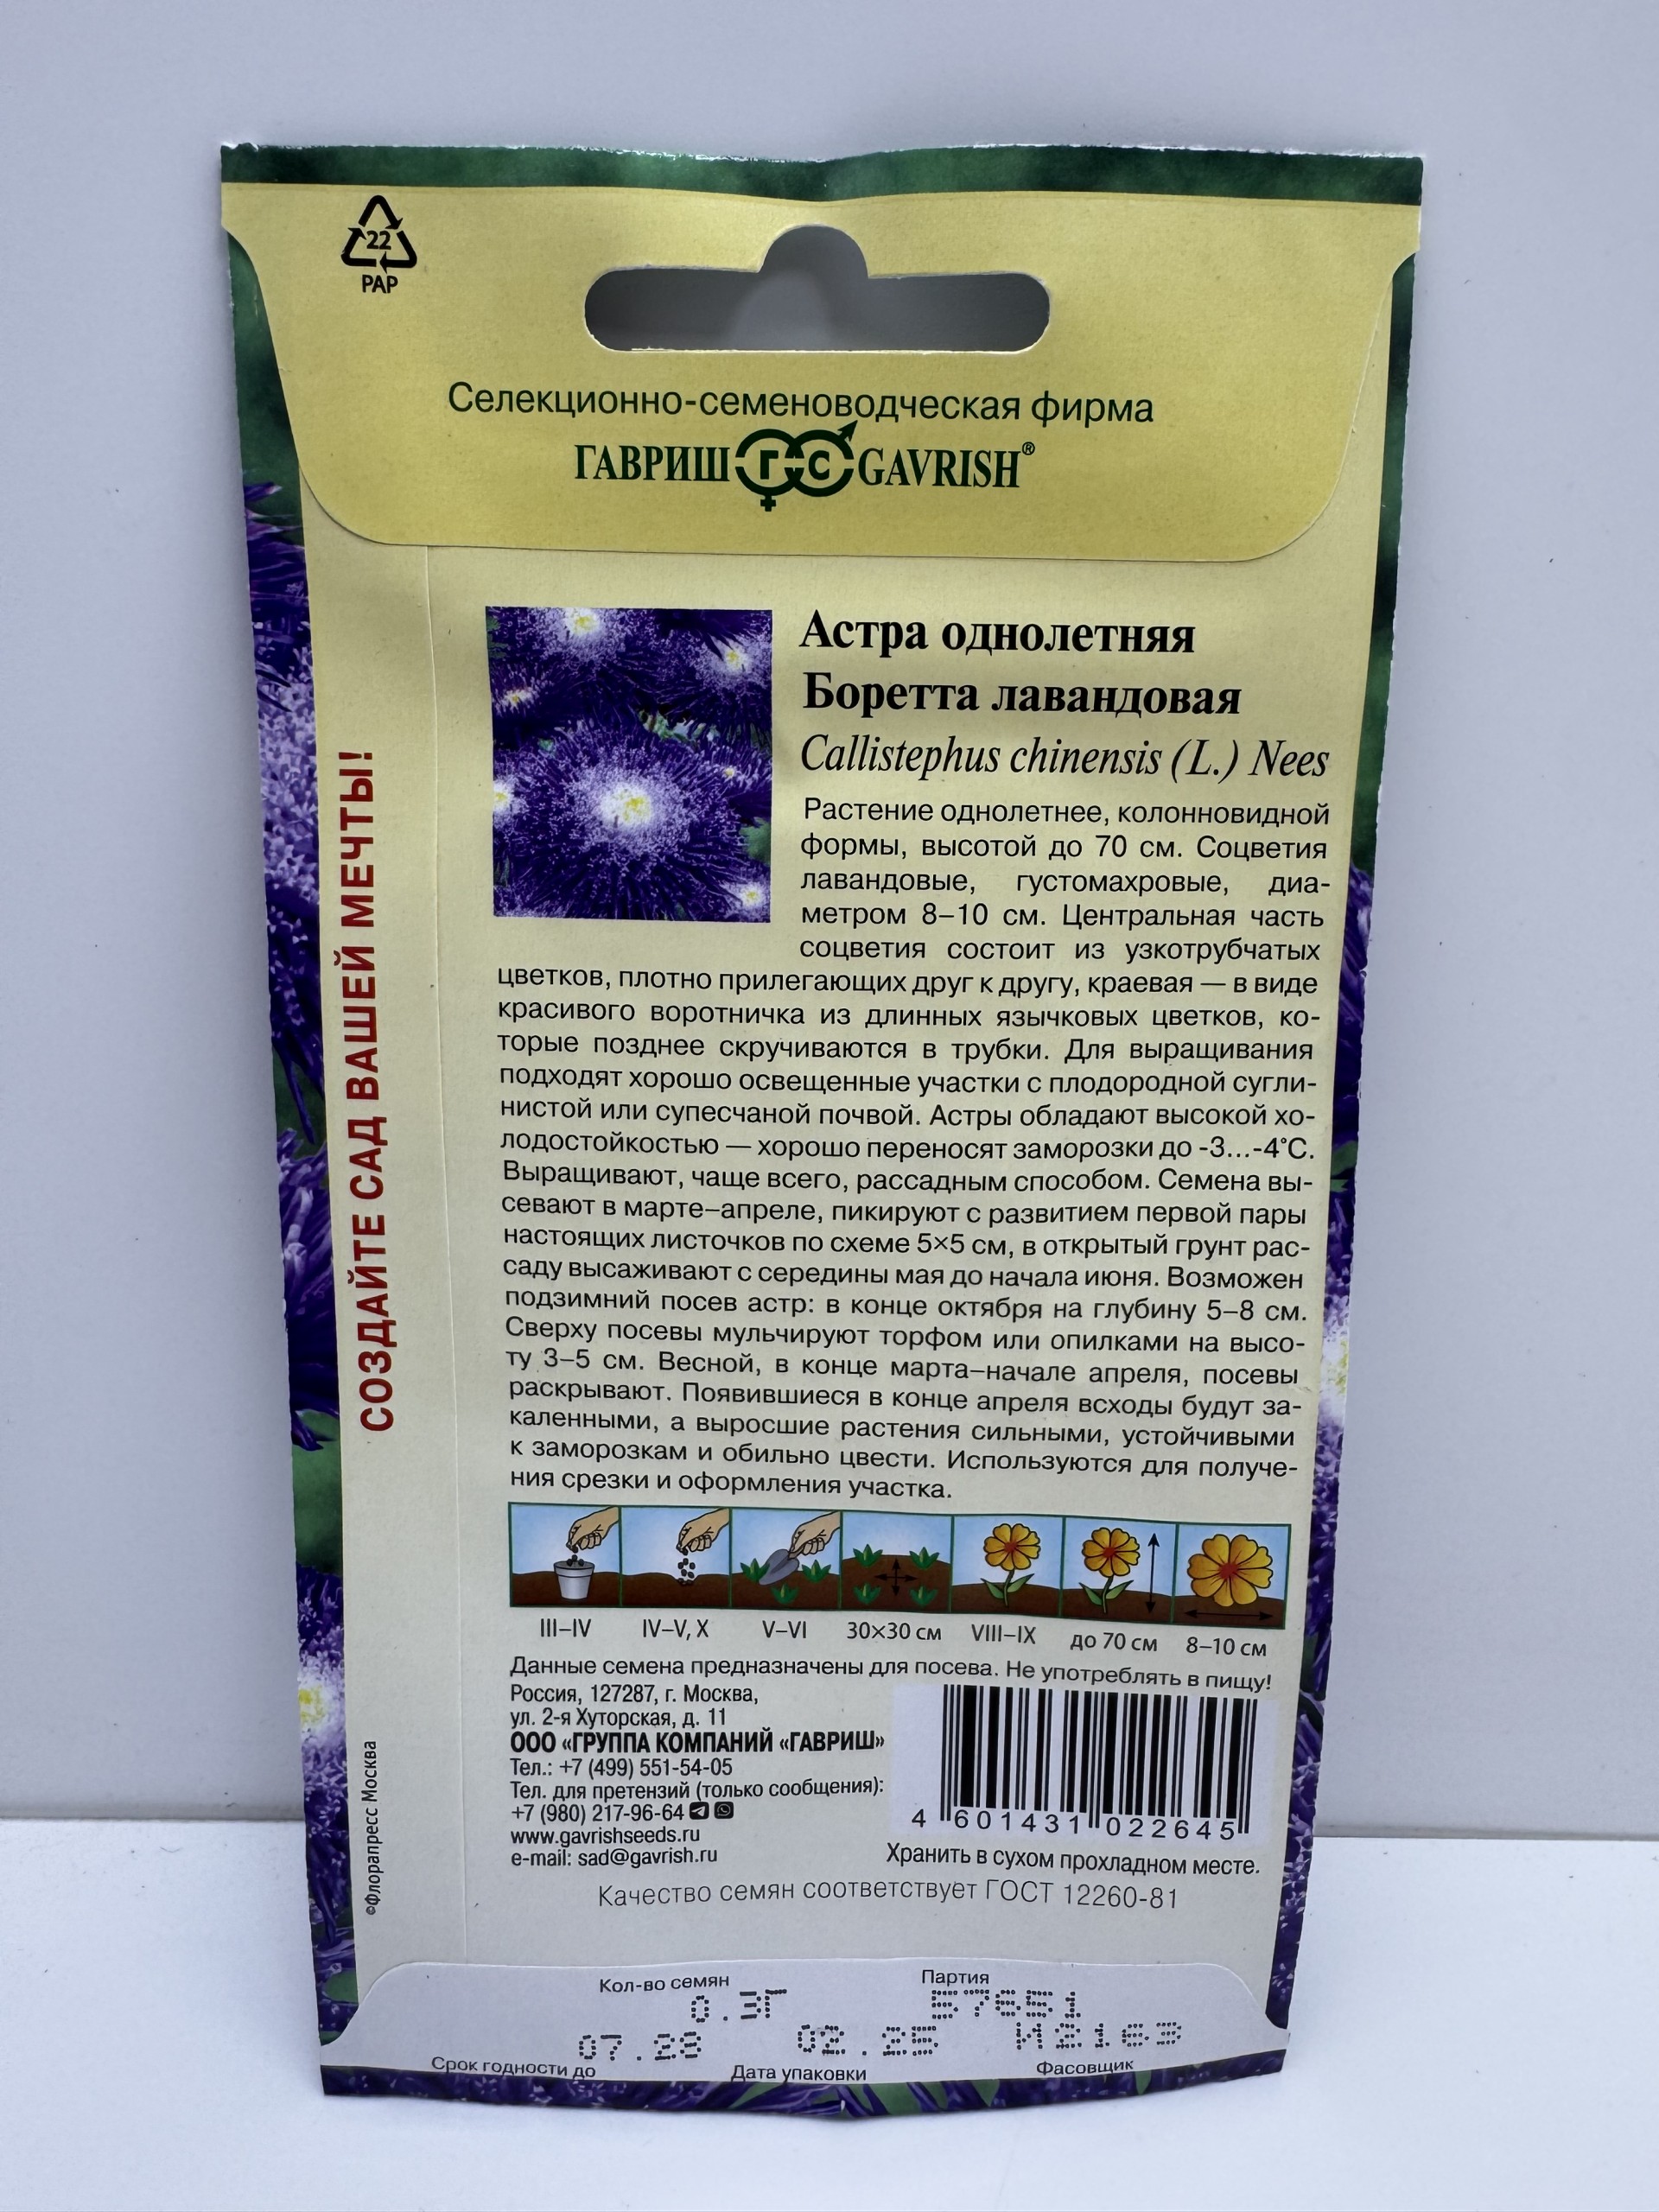 22
PAP
Селекционно-семеноводческая фирма
ГАВРИШ ГС GAVRISH®
СОЗДАЙТЕ САД ВАШЕЙ МЕЧТЫ!
Астра однолетняя
Боретта лавандовая
Callistephus chinensis (L.) Nees
Растение однолетнее, колонновидной
формы, высотой до 70 см. Соцветия
лавандовые, густомахровые, диа-
метром 8–10 см. Центральная часть
соцветия состоит из узкотрубчатых
цветков, плотно прилегающих друг к другу, краевая — в виде
красивого воротничка из длинных язычковых цветков, ко-
торые позднее скручиваются в трубки. Для выращивания
подходят хорошо освещенные участки с плодородной сугли-
нистой или супесчаной почвой. Астры обладают высокой хо-
лодостойкостью — хорошо переносят заморозки до -3...-4°С.
Выращивают, чаще всего, рассадным способом. Семена вы-
севают в марте–апреле, пикируют с развитием первой пары
настоящих листочков по схеме 5×5 см, в открытый грунт рас-
саду высаживают с середины мая до начала июня. Возможен
подзимний посев астр: в конце октября на глубину 5–8 см.
Сверху посевы мульчируют торфом или опилками на высо-
ту 3–5 см. Весной, в конце марта–начале апреля, посевы
раскрывают. Появившиеся в конце апреля всходы будут за-
каленными, а выросшие растения сильными, устойчивыми
к заморозкам и обильно цвести. Используются для получе-
ния срезки и оформления участка.
III–IV IV–V, X V–VI 30×30 см VIII–IX до 70 см 8–10 см
Данные семена предназначены для посева. Не употреблять в пищу!
Россия, 127287, г. Москва,
ул. 2-я Хуторская, д. 11
ООО «ГРУППА КОМПАНИЙ «ГАВРИШ»
Тел.: +7 (499) 551-54-05
Тел. для претензий (только сообщения):
+7 (980) 217-96-64
www.gavrishseeds.ru
e-mail: sad@gavrish.ru
4 601431 022645
Хранить в сухом прохладном месте.
Качество семян соответствует ГОСТ 12260-81
©Флорапресс Москва
Кол-во семян Партия
0.3Г 57651
07.28 02.25 И2163
Срок годности до Дата упаковки Фасовщик